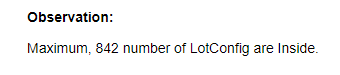 Observation:
Maximum, 842 number of LotConfig are Inside.